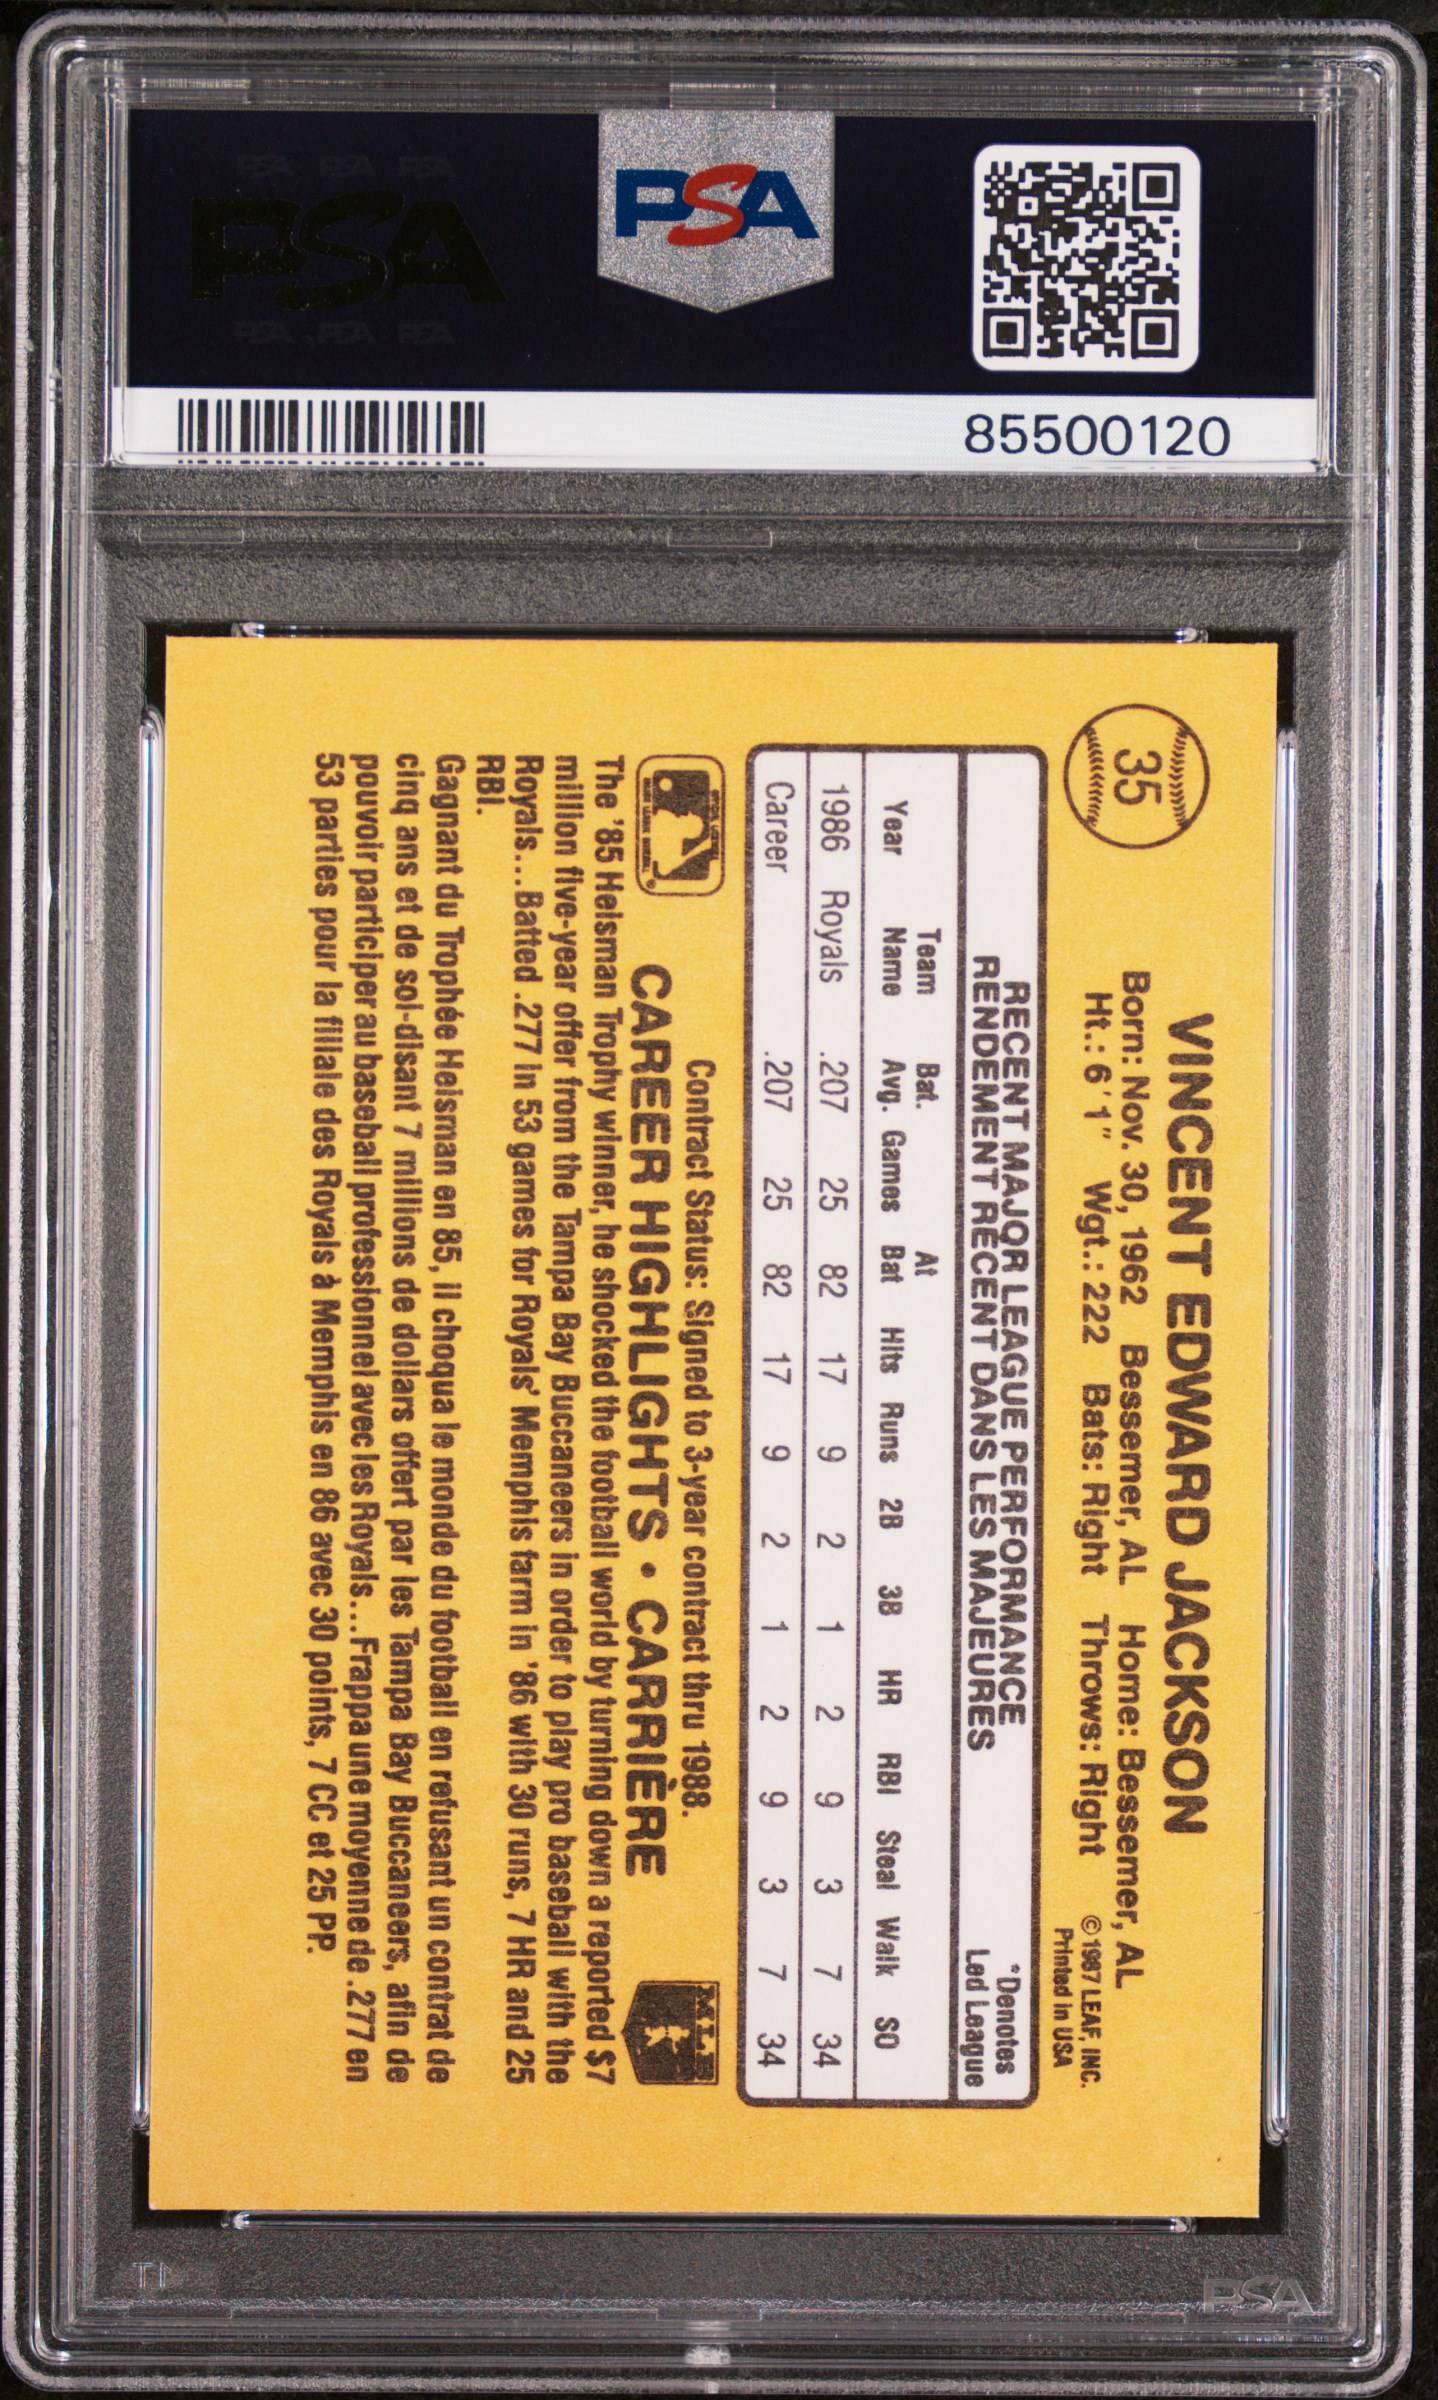 PSA PSA PSA
PSA
PSA PSA PSA
PSA
85500120
35
VINCENT EDWARD JACKSON
Born: Nov. 30, 1962 Bessemer, AL Home: Bessemer, AL
Ht.: 6'1" Wgt.: 222 Bats: Right Throws: Right
©1987 LEAF, INC.
Printed in USA
RECENT MAJOR LEAGUE PERFORMANCE
RENDEMENT RÉCENT DANS LES MAJEURES
*Denotes
Led League
Year Team Name Bat. Avg. Games At Bat Hits Runs 2B 3B HR RBI Steal Walk SO
1986 Royals .207 25 82 17 9 2 1 2 9 3 7 34
Career .207 25 82 17 9 2 1 2 9 3 7 34
Contract Status: Signed to 3-year contract thru 1988.
CAREER HIGHLIGHTS • CARRIÈRE
MLB
The '85 Heisman Trophy winner, he shocked the football world by turning down a reported $7
million five-year offer from the Tampa Bay Buccaneers in order to play pro baseball with the
Royals...Batted .277 in 53 games for Royals' Memphis farm in '86 with 30 runs, 7 HR and 25
RBI.
Gagnant du Trophée Heisman en 85, il choqua le monde du football en refusant un contrat de
cinq ans et de soi-disant 7 millions de dollars offert par les Tampa Bay Buccaneers, afin de
pouvoir participer au baseball professionnel avec les Royals...Frappa une moyenne de .277 en
53 parties pour la filiale des Royals à Memphis en 86 avec 30 points, 7 CC et 25 PP.
PSA